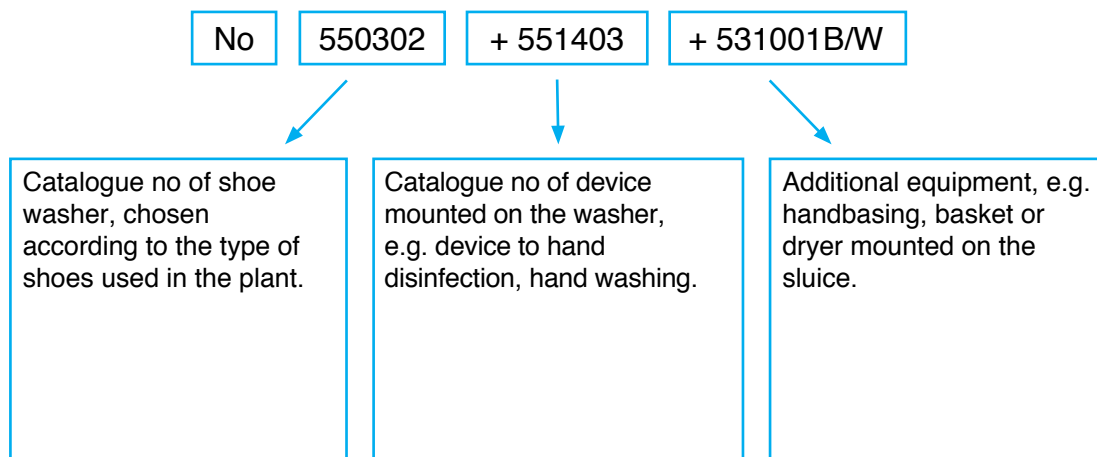 No 550302 + 551403 + 531001B/W
Catalogue no of shoe
washer, chosen
according to the type of
shoes used in the plant.
Catalogue no of device
mounted on the washer,
e.g. device to hand
disinfection, hand washing.
Additional equipment, e.g.
handbasing, basket or
dryer mounted on the
sluice.